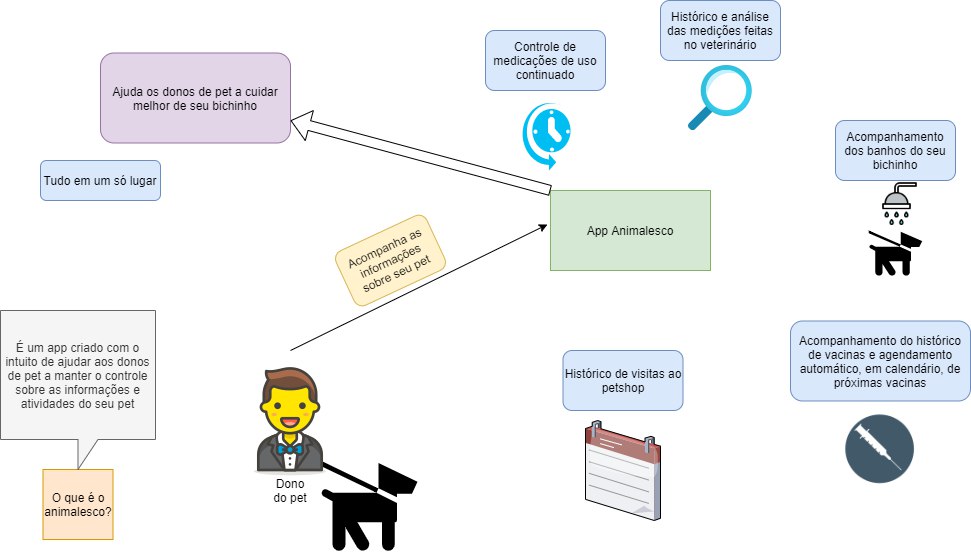 Histórico e análise
das medições feitas
no veterinário
Controle de
medicações de uso
continuado
Ajuda os donos de pet a cuidar
melhor de seu bichinho
Acompanhamento
dos banhos do seu
bichinho
Tudo em um só lugar
App Animalesco
Acompanha as
informações
sobre seu pet
É um app criado com o
intuito de ajudar aos donos
de pet a manter o controle
sobre as informações e
atividades do seu pet
Acompanhamento do histórico
de vacinas e agendamento
automático, em calendário, de
próximas vacinas
Histórico de visitas ao
petshop
Dono
do pet
O que é o
animalesco?